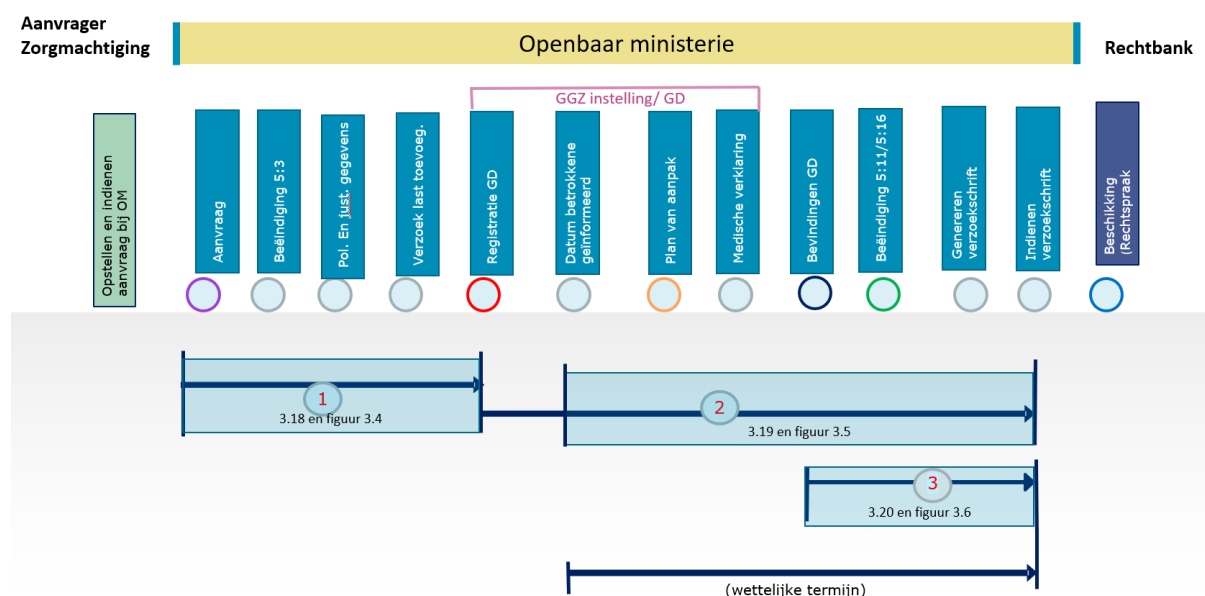 Aanvrager
Zorgmachtiging
Openbaar ministerie
Rechtbank
GGZ instelling/ GD
Opstellen en indienen
aanvraag bij OM
Aanvraag
Beëindiging 5:3
Pol. En just. gegevens
Verzoek last toevoeg.
Registratie GD
Datum betrokkene
geïnformeerd
Plan van aanpak
Medische verklaring
Bevindingen GD
Beëindiging 5:11/5:16
Genereren
verzoekschrift
Indienen
verzoekschrift
Beschikking
(Rechtspraak
1
3.18 en figuur 3.4
2
3.19 en figuur 3.5
3
3.20 en figuur 3.6
(wettelijke termijn)